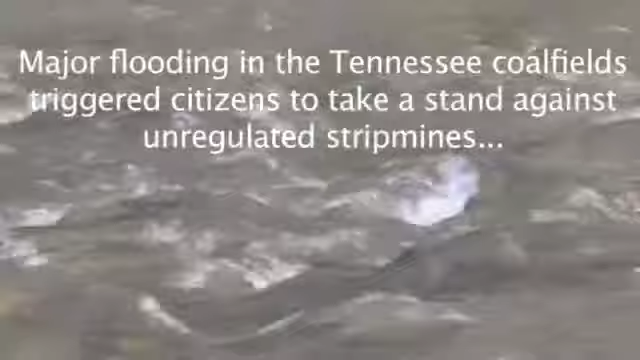 Major flooding in the Tennessee coalfields
triggered citizens to take a stand against
unregulated stripmines...